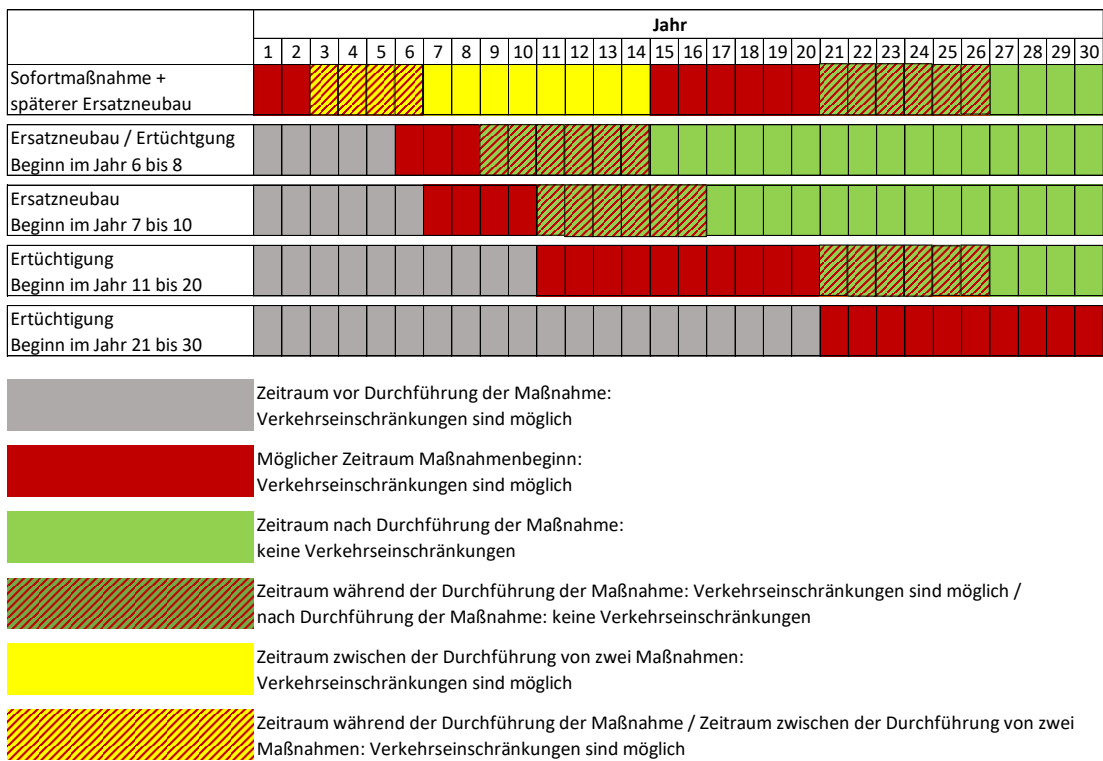 Jahr
1 2 3 4 5 6 7 8 9 10 11 12 13 14 15 16 17 18 19 20 21 22 23 24 25 26 27 28 29 30
Sofortmaßnahme +
späterer Ersatzneubau
Ersatzneubau / Ertüchtgung
Beginn im Jahr 6 bis 8
Ersatzneubau
Beginn im Jahr 7 bis 10
Ertüchtigung
Beginn im Jahr 11 bis 20
Ertüchtigung
Beginn im Jahr 21 bis 30
Zeitraum vor Durchführung der Maßnahme:
Verkehrseinschränkungen sind möglich
Möglicher Zeitraum Maßnahmenbeginn:
Verkehrseinschränkungen sind möglich
Zeitraum nach Durchführung der Maßnahme:
keine Verkehrseinschränkungen
Zeitraum während der Durchführung der Maßnahme: Verkehrseinschränkungen sind möglich /
nach Durchführung der Maßnahme: keine Verkehrseinschränkungen
Zeitraum zwischen der Durchführung von zwei Maßnahmen:
Verkehrseinschränkungen sind möglich
Zeitraum während der Durchführung der Maßnahme / Zeitraum zwischen der Durchführung von zwei
Maßnahmen: Verkehrseinschränkungen sind möglich